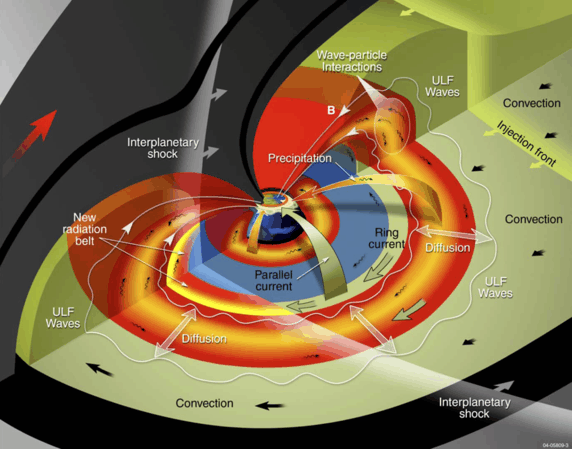 Wave-particle
Interactions
ULF
Waves
Convection
B
Injection front
Interplanetary
shock
Precipitation
New
radiation
belt
Ring
current
Convection
Diffusion
Parallel
current
ULF
Waves
ULF
Waves
Diffusion
Convection
Interplanetary
shock
04-05809-3